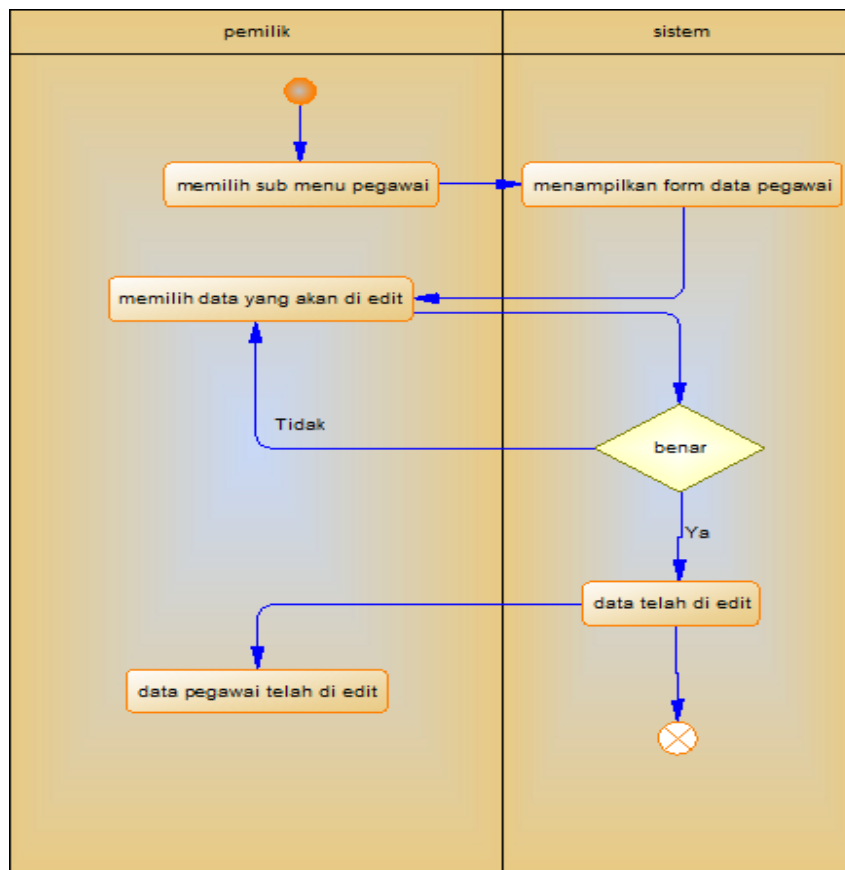 pemilik
sistem
memilih sub menu pegawai
menampilkan form data pegawai
memilih data yang akan di edit
Tidak
benar
Ya
data telah di edit
data pegawai telah di edit